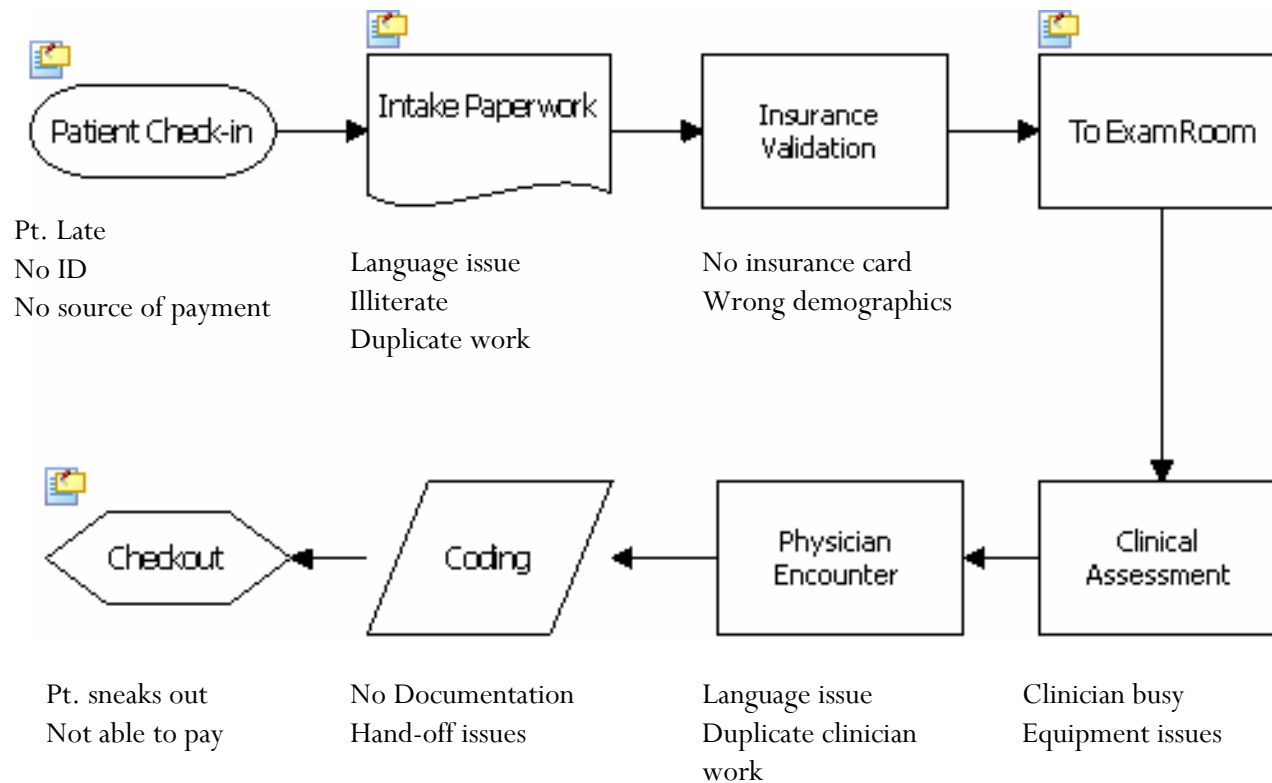 Patient Check-in
Intake Paperwork
Insurance
Validation
To Exam Room
Pt. Late
No ID
No source of payment
Language issue
Illiterate
Duplicate work
No insurance card
Wrong demographics
Checkout
Coding
Physician
Encounter
Clinical
Assessment
Pt. sneaks out
Not able to pay
No Documentation
Hand-off issues
Language issue
Duplicate clinician
work
Clinician busy
Equipment issues